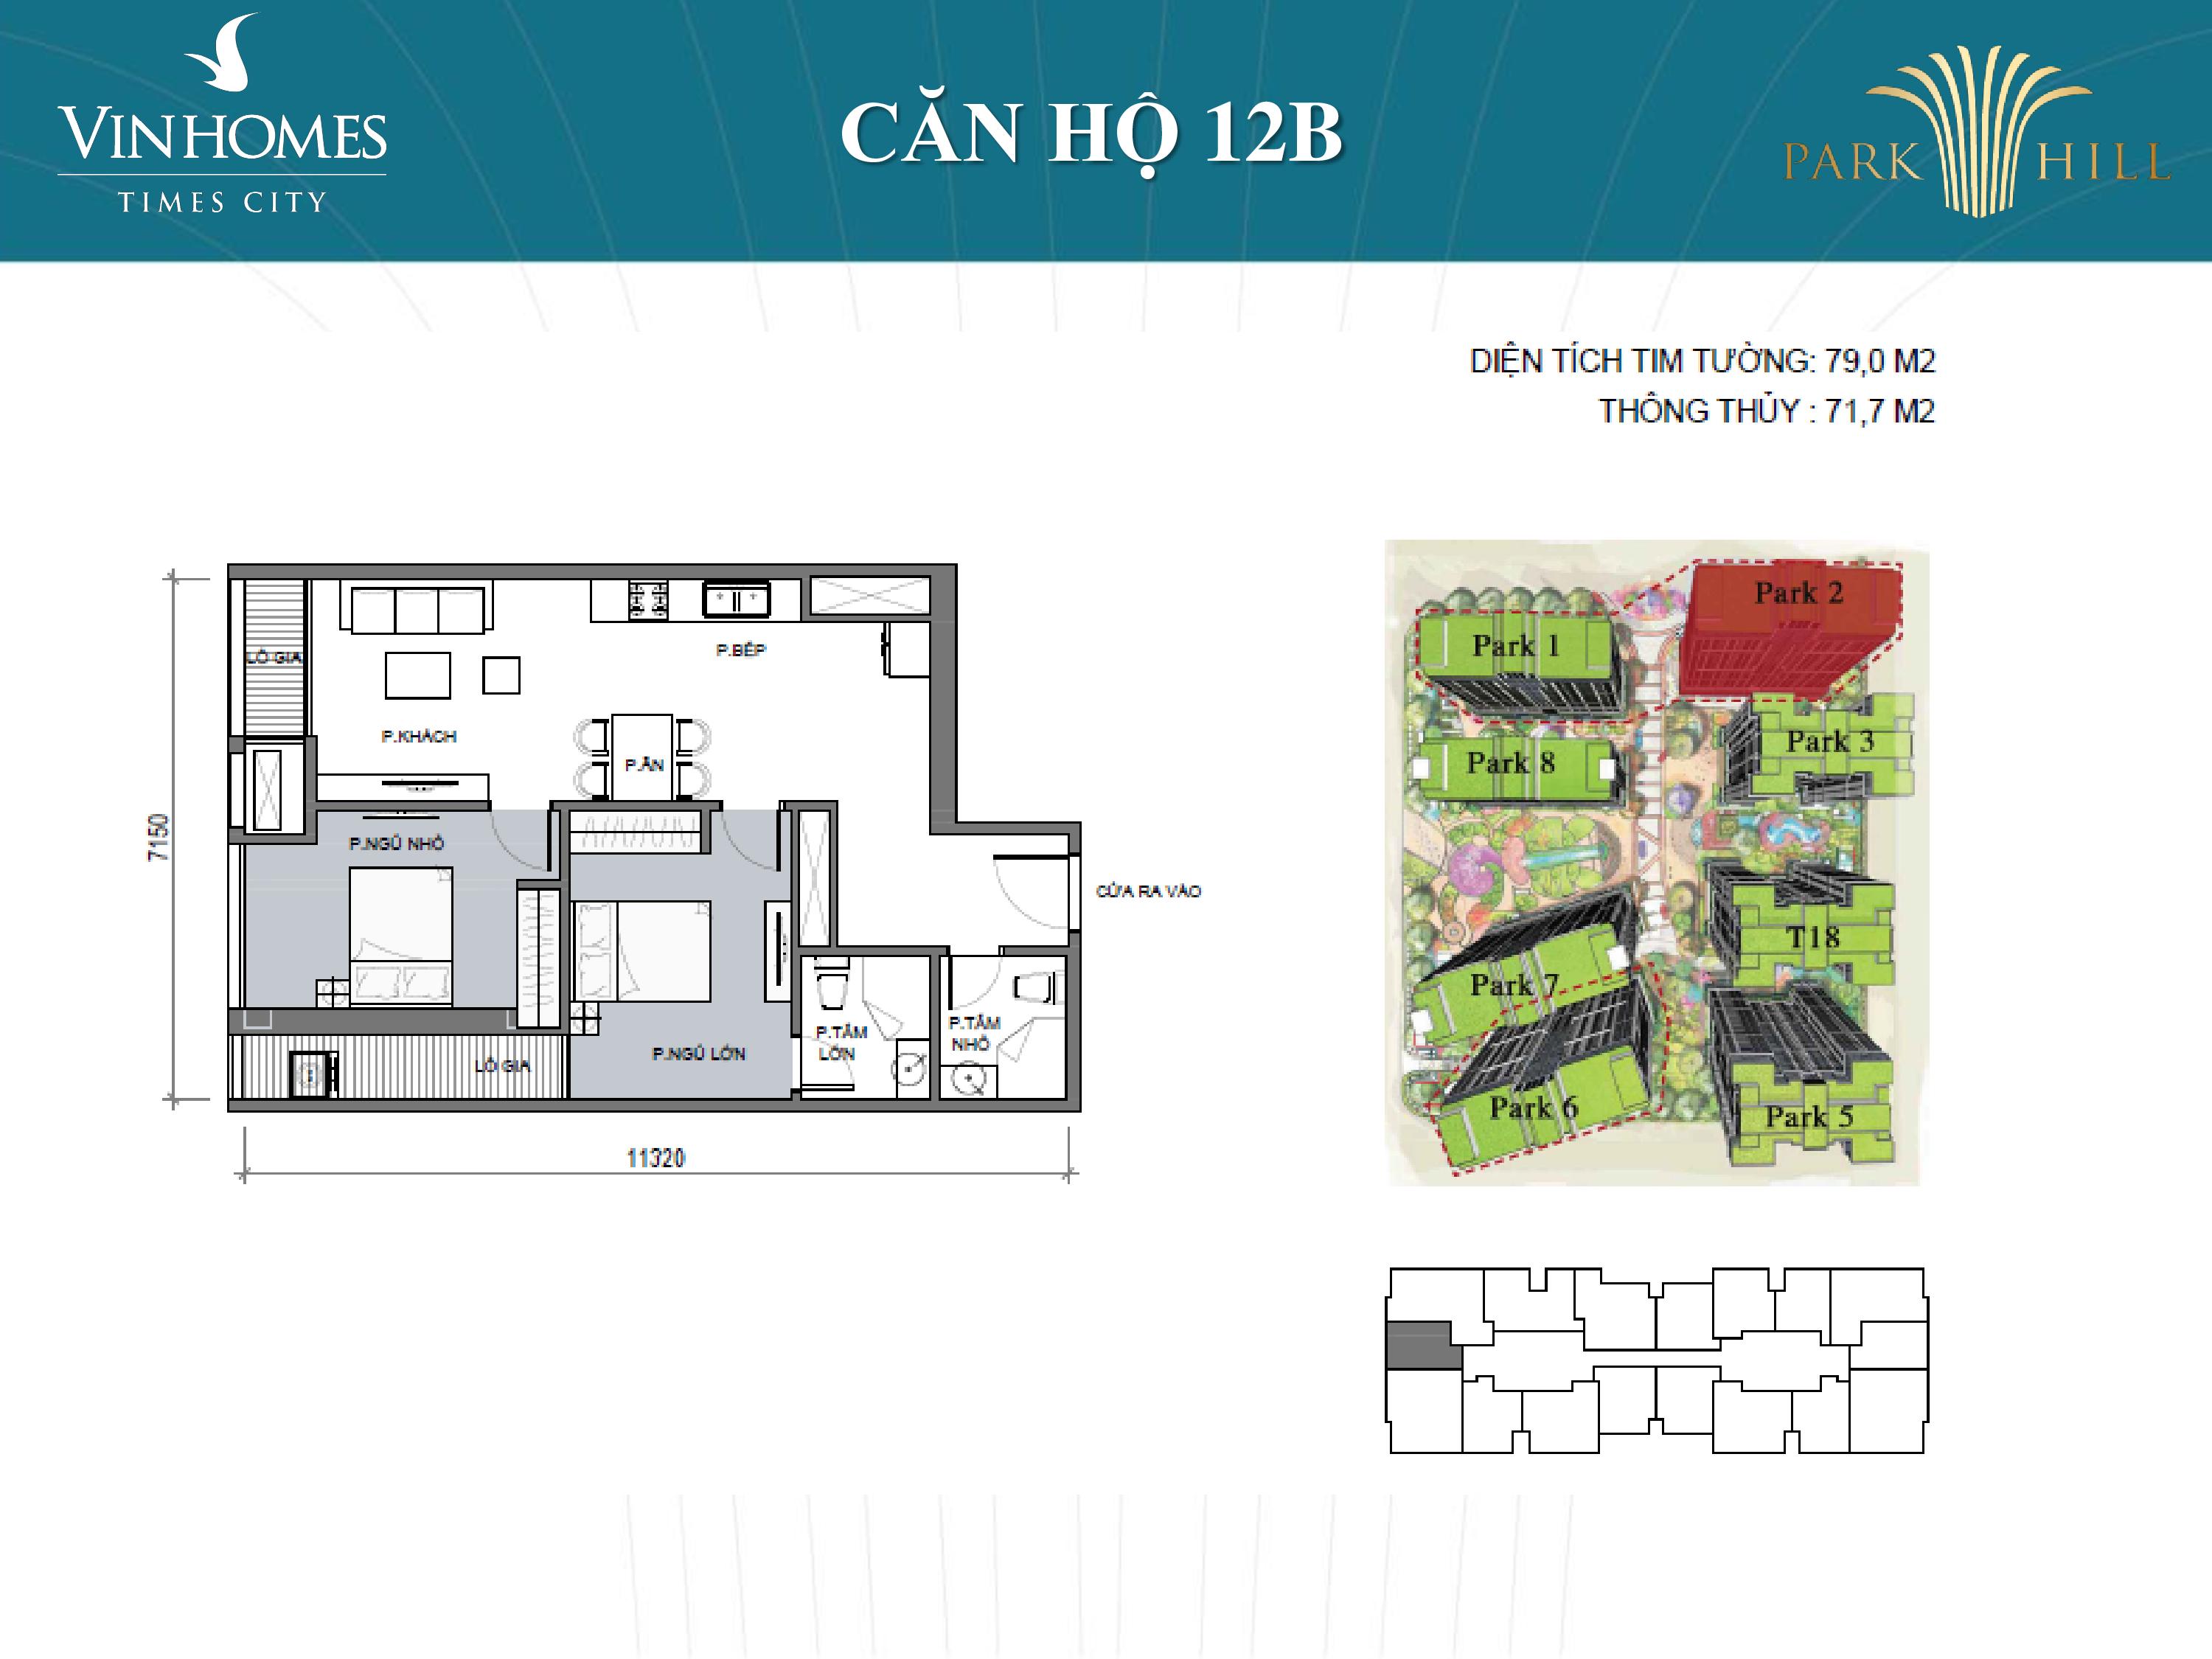 VINHOMES
TIMES CITY
CĂN HỘ 12B
PARK HILL
DIỆN TÍCH TIM TƯỜNG: 79,0 M2
THÔNG THỦY : 71,7 M2
LÔ GIA
P.BẾP
P.KHÁCH
P.ĂN
P.NGỦ NHỎ
7150
CỬA RA VÀO
P.TẮM
LỚN
P.TẮM
NHỎ
P.NGỦ LỚN
LÔ GIA
11320
Park 2
Park 1
Park 3
Park 8
T18
Park 7
Park 6
Park 5